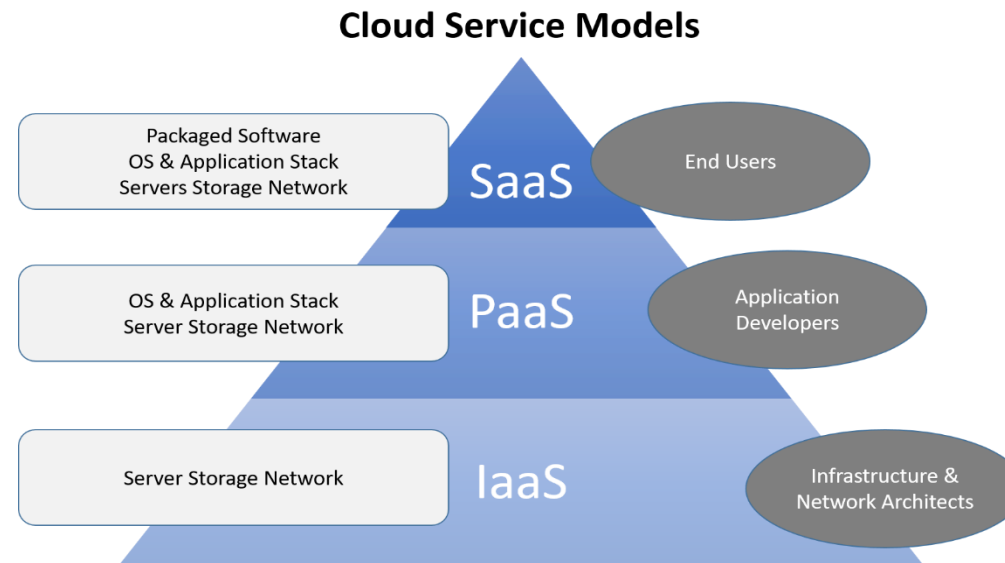 Cloud Service Models
Packaged Software
OS & Application Stack
Servers Storage Network
SaaS
End Users
OS & Application Stack
Server Storage Network
PaaS
Application
Developers
Server Storage Network
IaaS
Infrastructure &
Network Architects